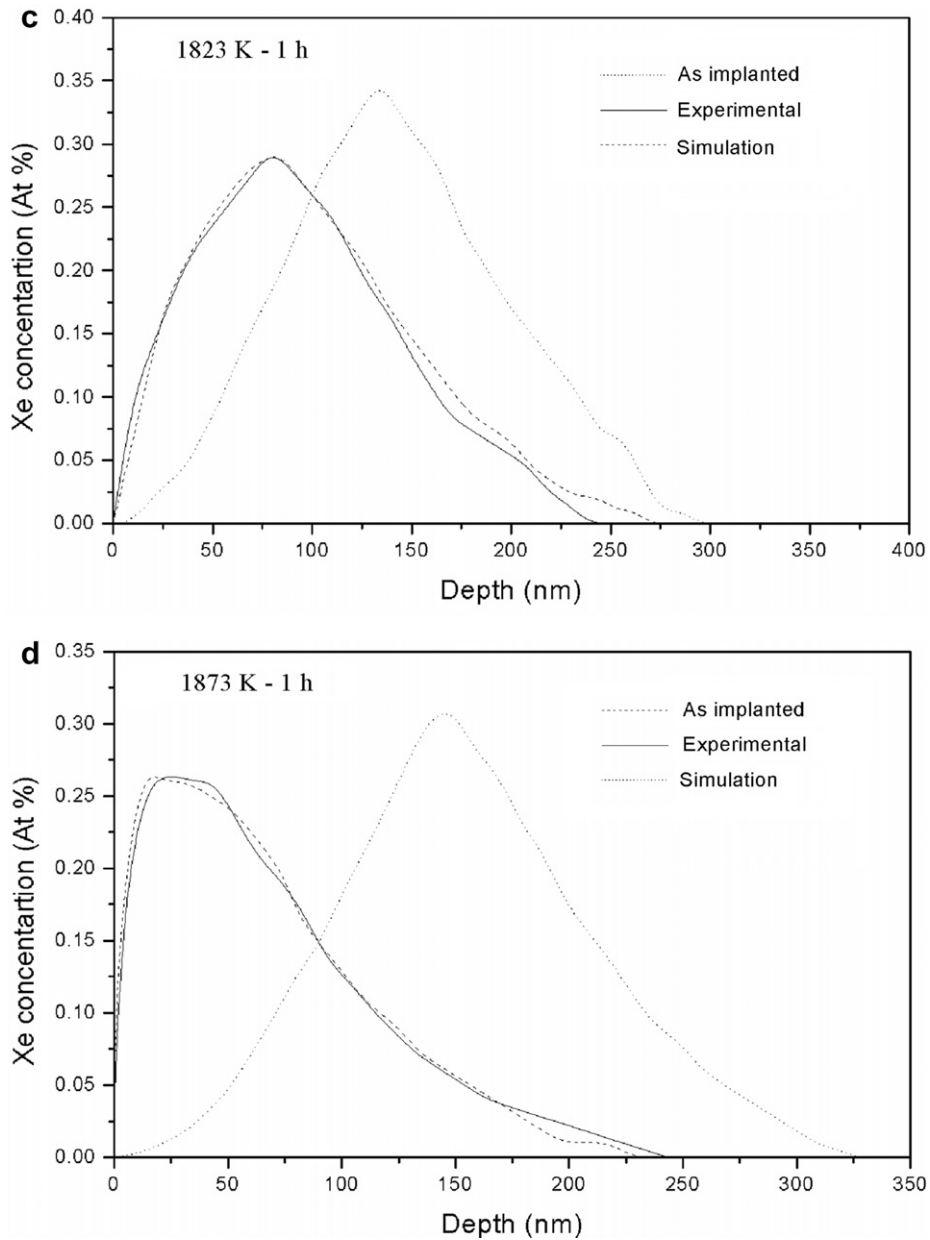 c
1823 K - 1 h
As implanted
Experimental
Simulation
Xe concentartion (At %)
0.40
0.35
0.30
0.25
0.20
0.15
0.10
0.05
0.00
0 50 100 150 200 250 300 350 400
Depth (nm)
d
1873 K - 1 h
As implanted
Experimental
Simulation
Xe concentartion (At %)
0.35
0.30
0.25
0.20
0.15
0.10
0.05
0.00
0 50 100 150 200 250 300 350
Depth (nm)